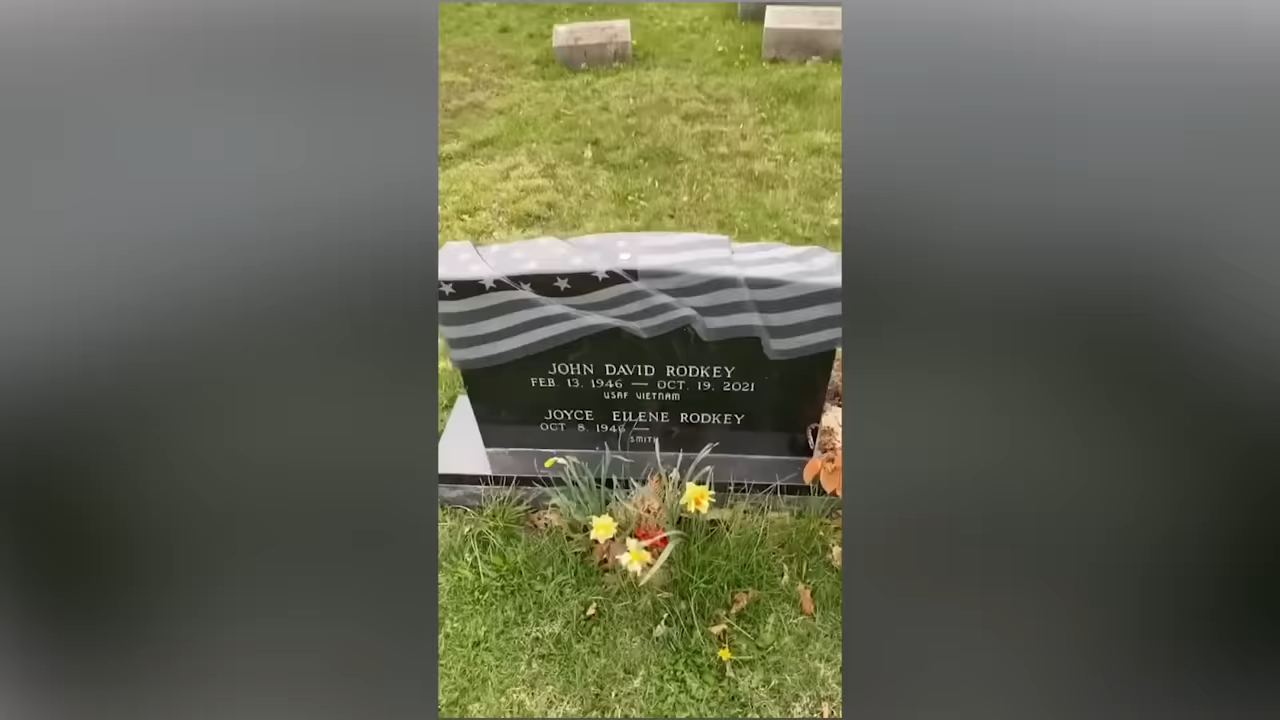 JOHN DAVID RODKEY
FEB. 13, 1946 — OCT. 19, 2021
USAF VIETNAM
JOYCE EILENE RODKEY
OCT 8, 1946 —
SMITH